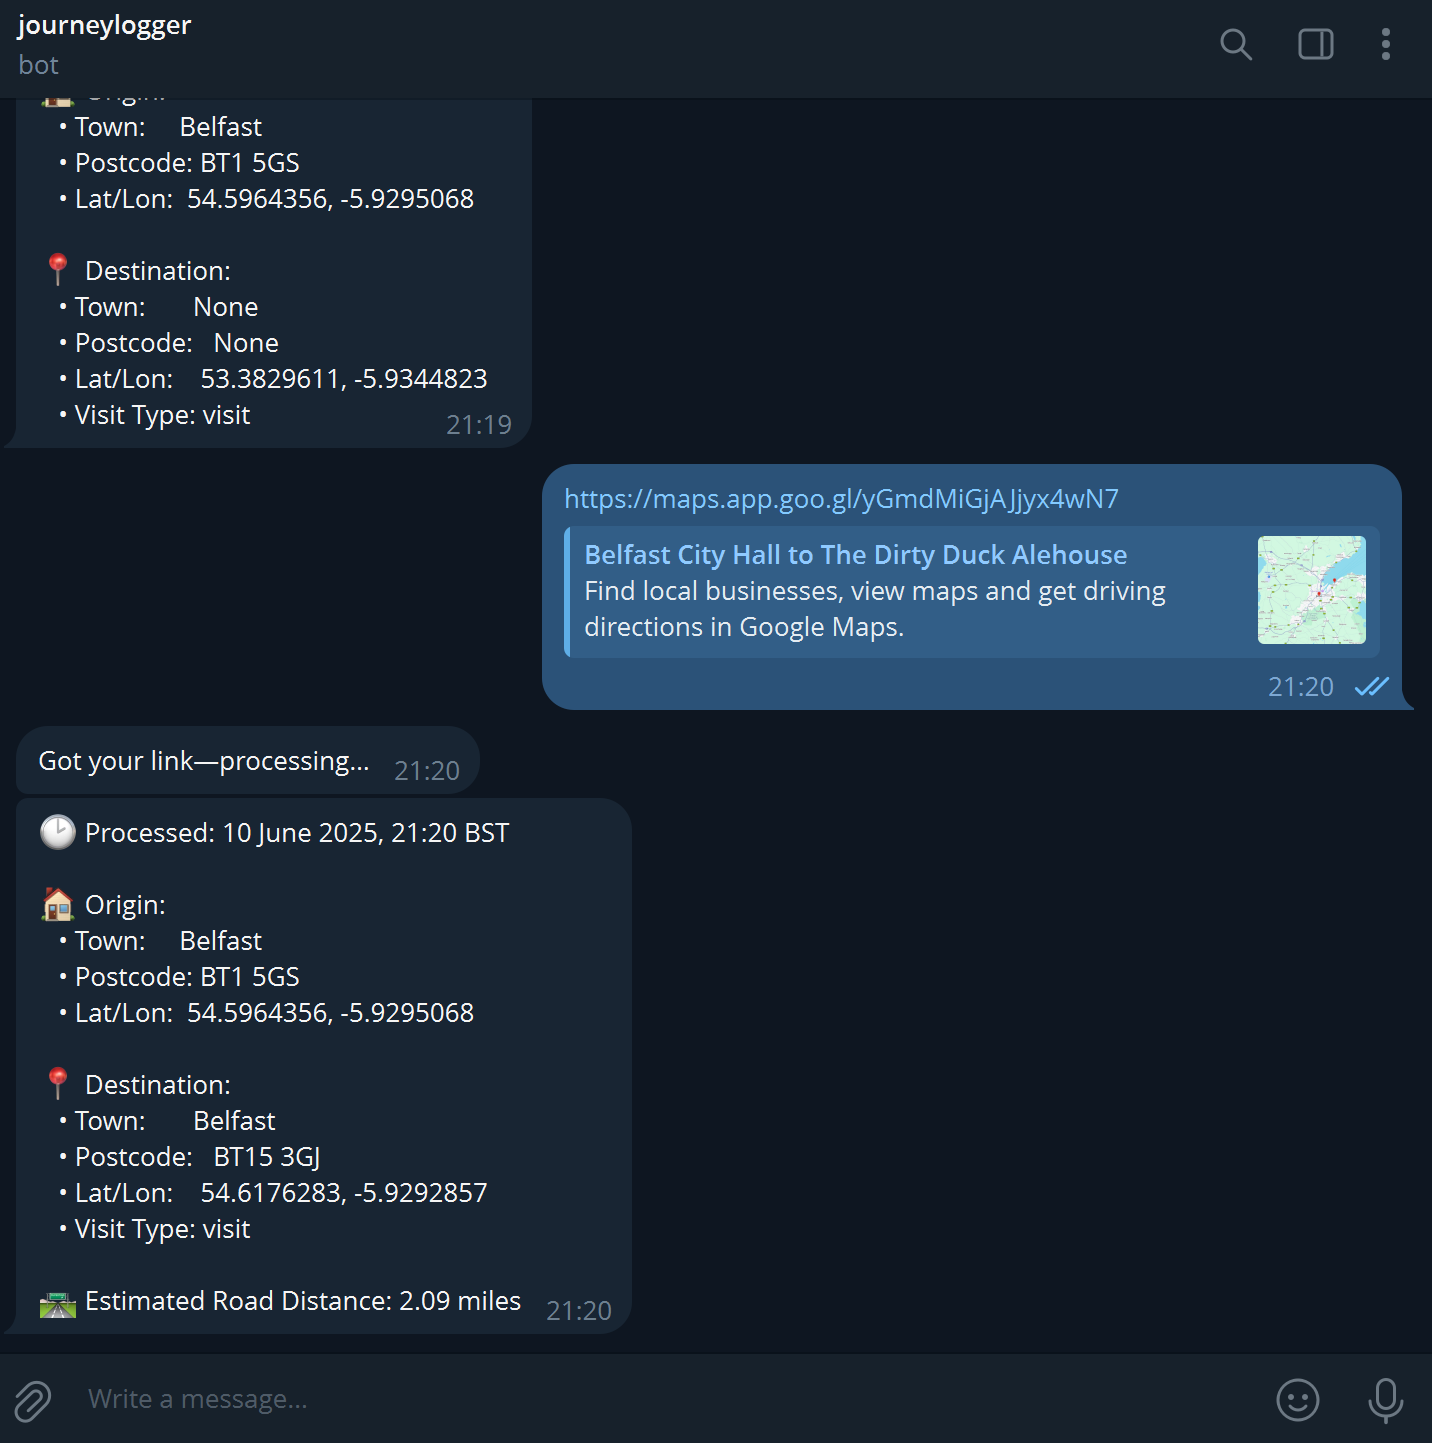 journeylogger
bot
Origin:
• Town: Belfast
• Postcode: BT1 5GS
• Lat/Lon: 54.5964356, -5.9295068
Destination:
• Town: None
• Postcode: None
• Lat/Lon: 53.3829611, -5.9344823
• Visit Type: visit
21:19
https://maps.app.goo.gl/yGmdMiGjAJjyx4wN7
Belfast City Hall to The Dirty Duck Alehouse
Find local businesses, view maps and get driving
directions in Google Maps.
21:20
Got your link—processing... 21:20
Processed: 10 June 2025, 21:20 BST
Origin:
• Town: Belfast
• Postcode: BT1 5GS
• Lat/Lon: 54.5964356, -5.9295068
Destination:
• Town: Belfast
• Postcode: BT15 3GJ
• Lat/Lon: 54.6176283, -5.9292857
• Visit Type: visit
Estimated Road Distance: 2.09 miles 21:20
Write a message...